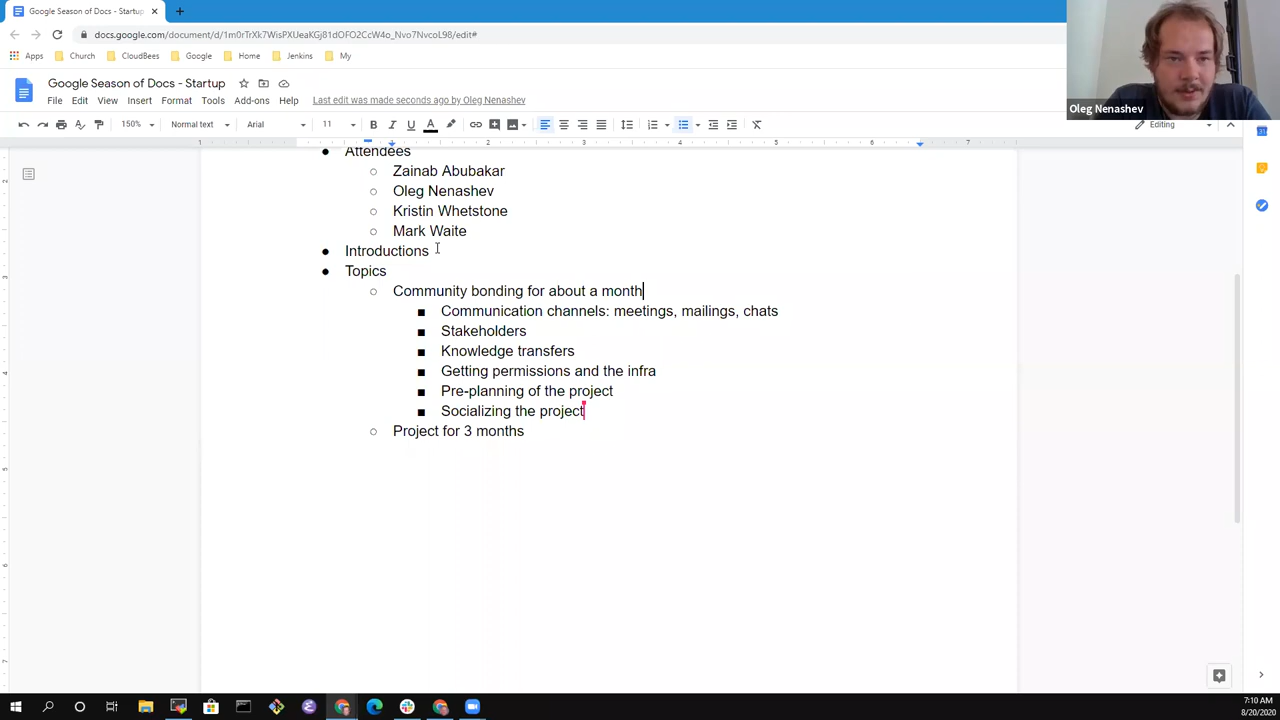 Google Season of Docs - Startup
docs.google.com/document/d/1m0rTrXk7WisPXUeaKGj81dOFO2CcW4o_Nvo7NvcoL98/edit#
Apps Church CloudBees Google Home Jenkins My
Google Season of Docs - Startup
File Edit View Insert Format Tools Add-ons Help Last edit was made seconds ago by Oleg Nenashev
150% Normal text Arial 11 Editing
Oleg Nenashev
Attendees
Zainab Abubakar
Oleg Nenashev
Kristin Whetstone
Mark Waite
Introductions
Topics
Community bonding for about a month
Communication channels: meetings, mailings, chats
Stakeholders
Knowledge transfers
Getting permissions and the infra
Pre-planning of the project
Socializing the project
Project for 3 months
7:10 AM
8/20/2020